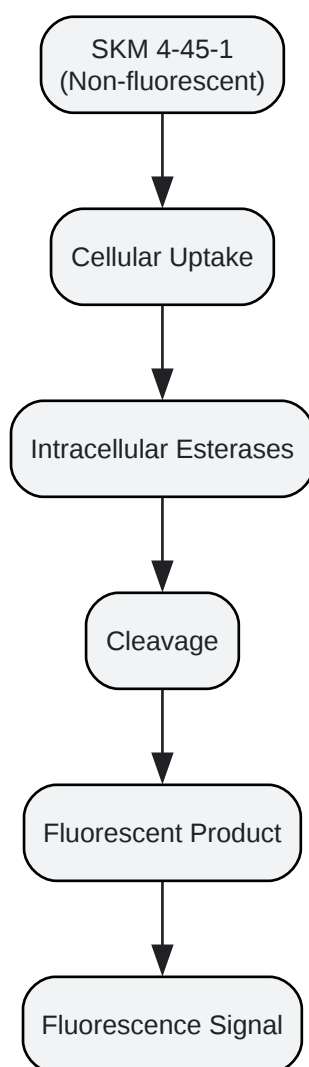 SKM 4-45-1
(Non-fluorescent)
Cellular Uptake
Intracellular Esterases
Cleavage
Fluorescent Product
Fluorescence Signal